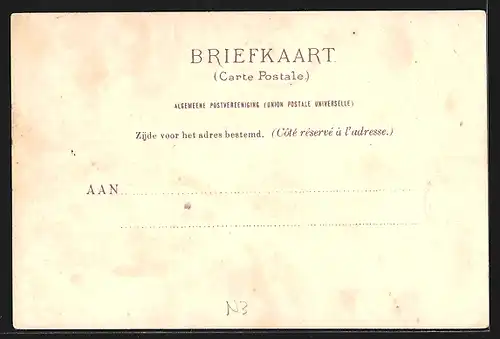 BRIEFKAART.
(Carte Postale.)
ALGEMEENE POSTVEREENIGING (UNION POSTALE UNIVERSELLE)
Zijde voor het adres bestemd. (Côté réservé à l'adresse.)
AAN
N3